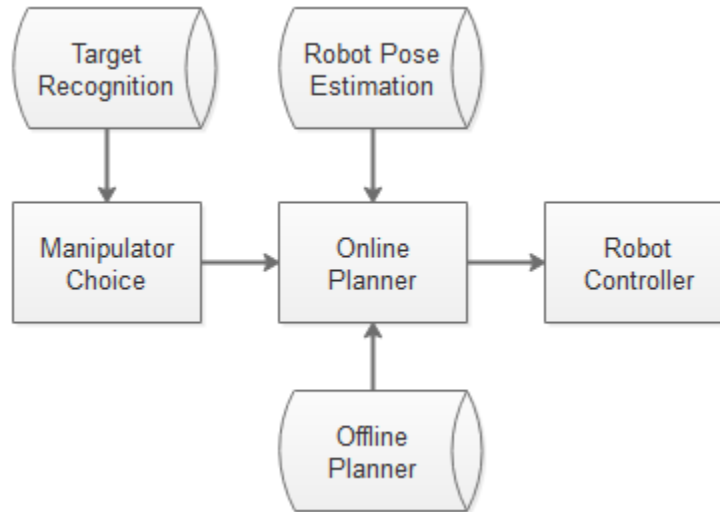 Target
Recognition
Robot Pose
Estimation
Manipulator
Choice
Online
Planner
Robot
Controller
Offline
Planner